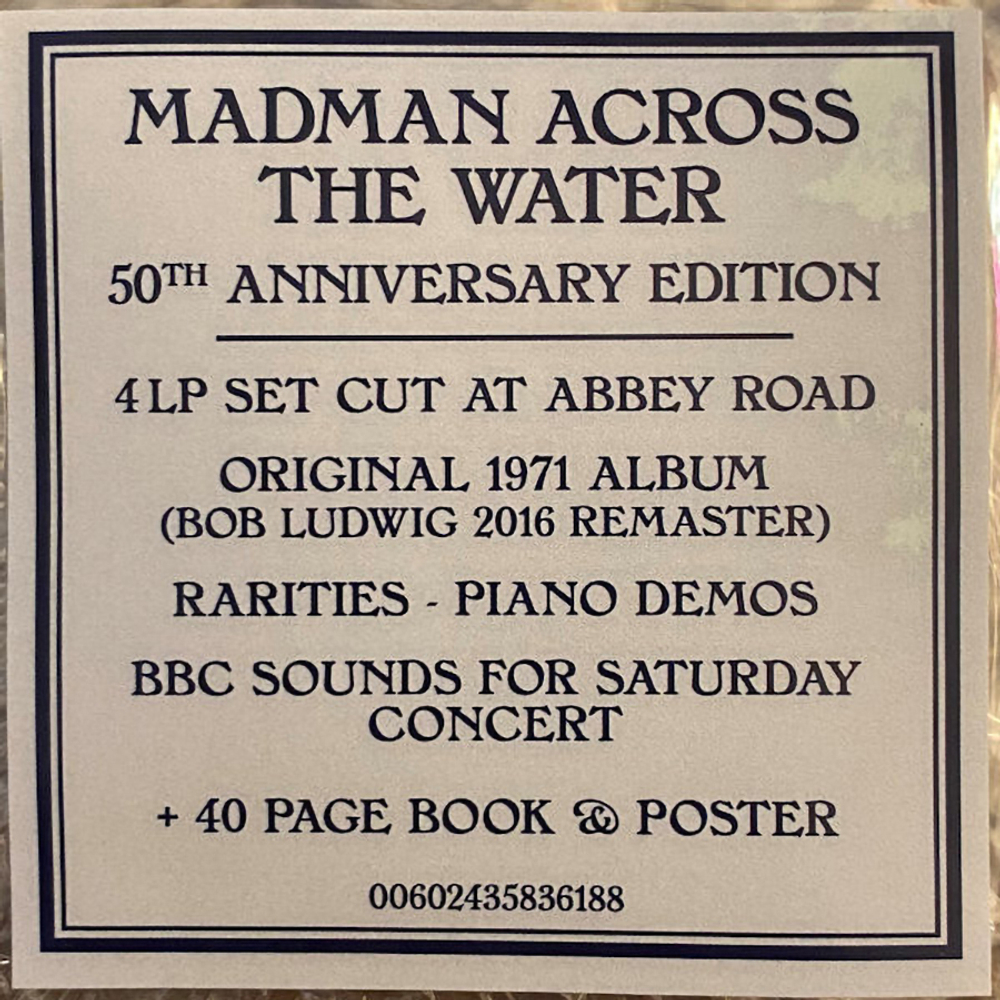 MADMAN ACROSS
THE WATER
50TH ANNIVERSARY EDITION
4 LP SET CUT AT ABBEY ROAD
ORIGINAL 1971 ALBUM
(BOB LUDWIG 2016 REMASTER)
RARITIES - PIANO DEMOS
BBC SOUNDS FOR SATURDAY
CONCERT
+ 40 PAGE BOOK & POSTER
00602435836188